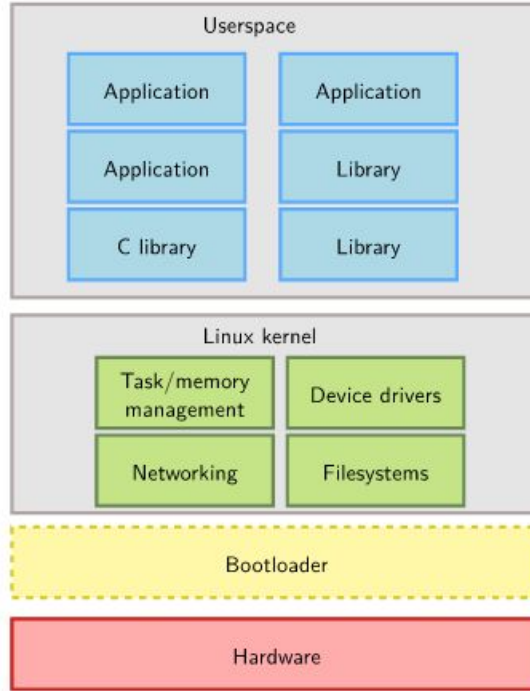 Userspace
Application Application
Application Library
C library Library
Linux kernel
Task/memory
management
Device drivers
Networking Filesystems
Bootloader
Hardware